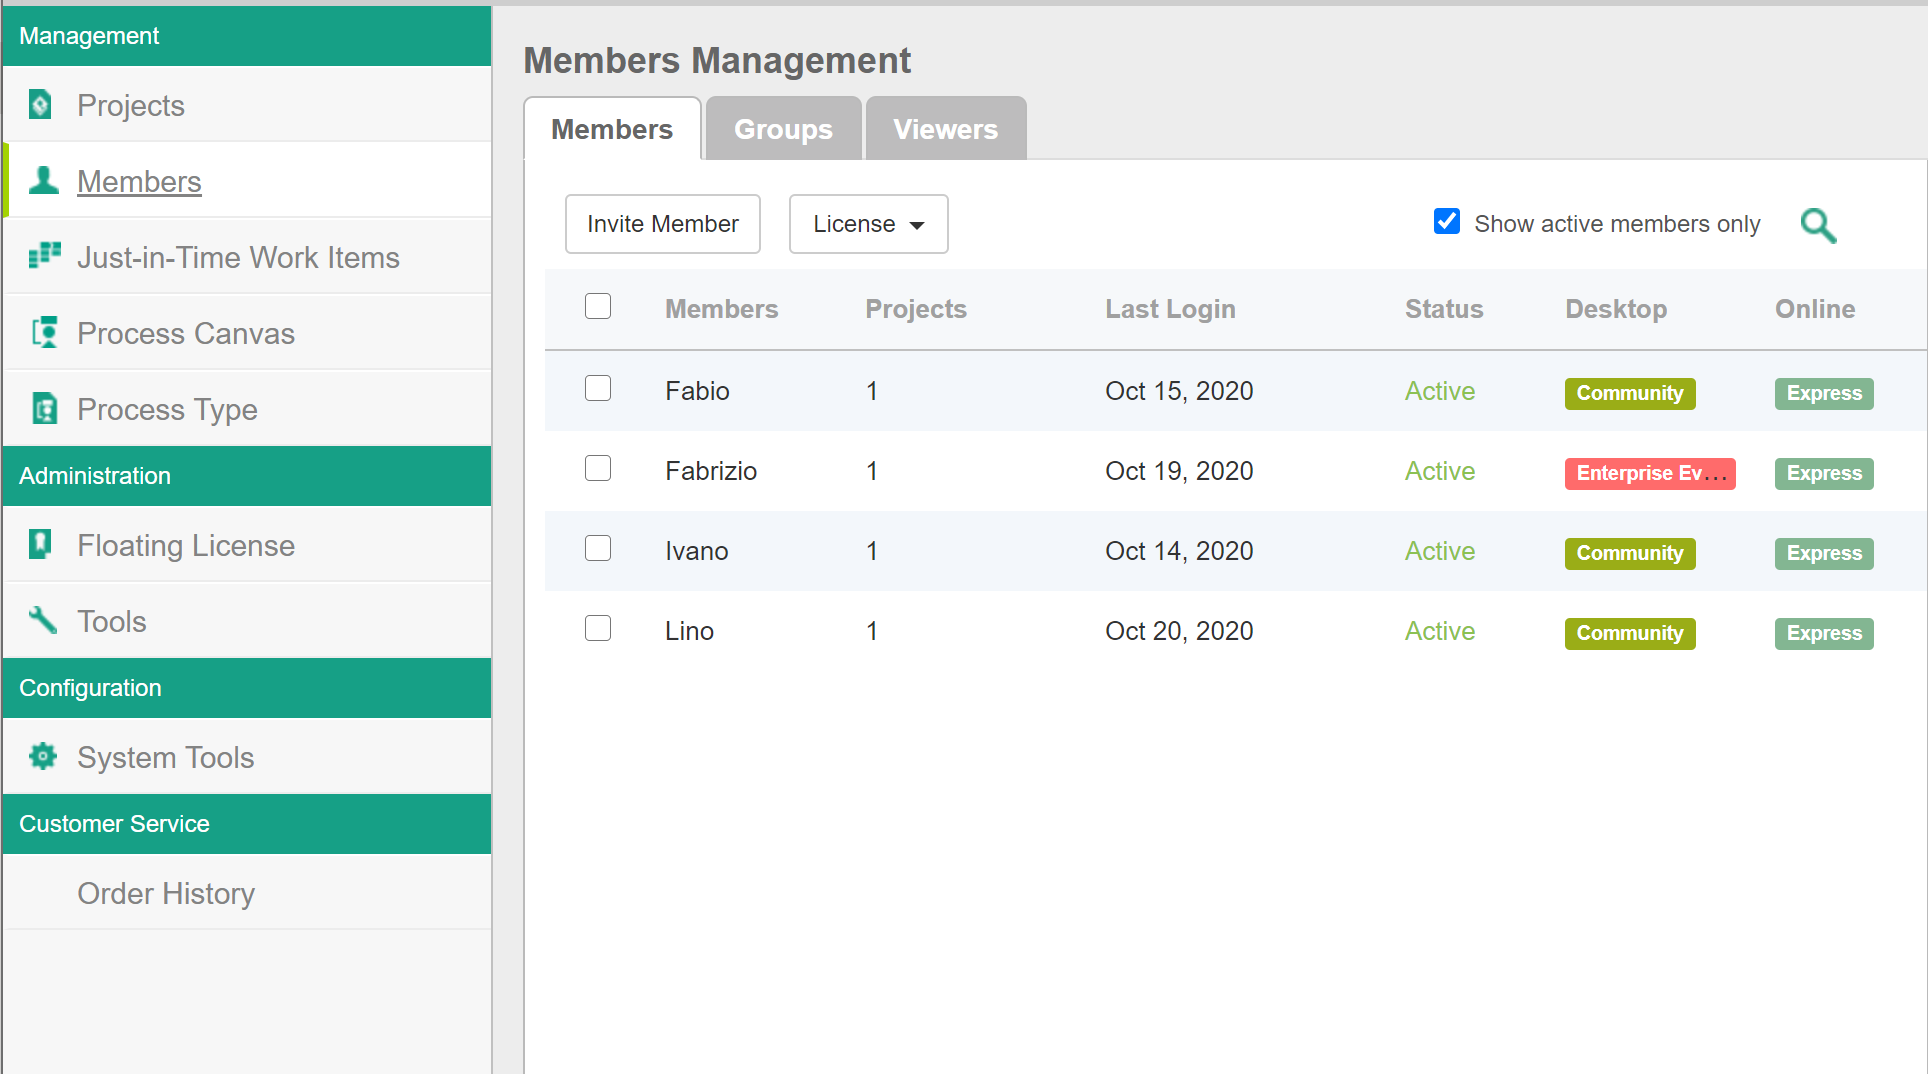 Management
Projects
Members
Just-in-Time Work Items
Process Canvas
Process Type
Administration
Floating License
Tools
Configuration
System Tools
Customer Service
Order History
Members Management
Members Groups Viewers
Invite Member License Show active members only
Members Projects Last Login Status Desktop Online
Fabio 1 Oct 15, 2020 Active Community Express
Fabrizio 1 Oct 19, 2020 Active Enterprise Ev... Express
Ivano 1 Oct 14, 2020 Active Community Express
Lino 1 Oct 20, 2020 Active Community Express